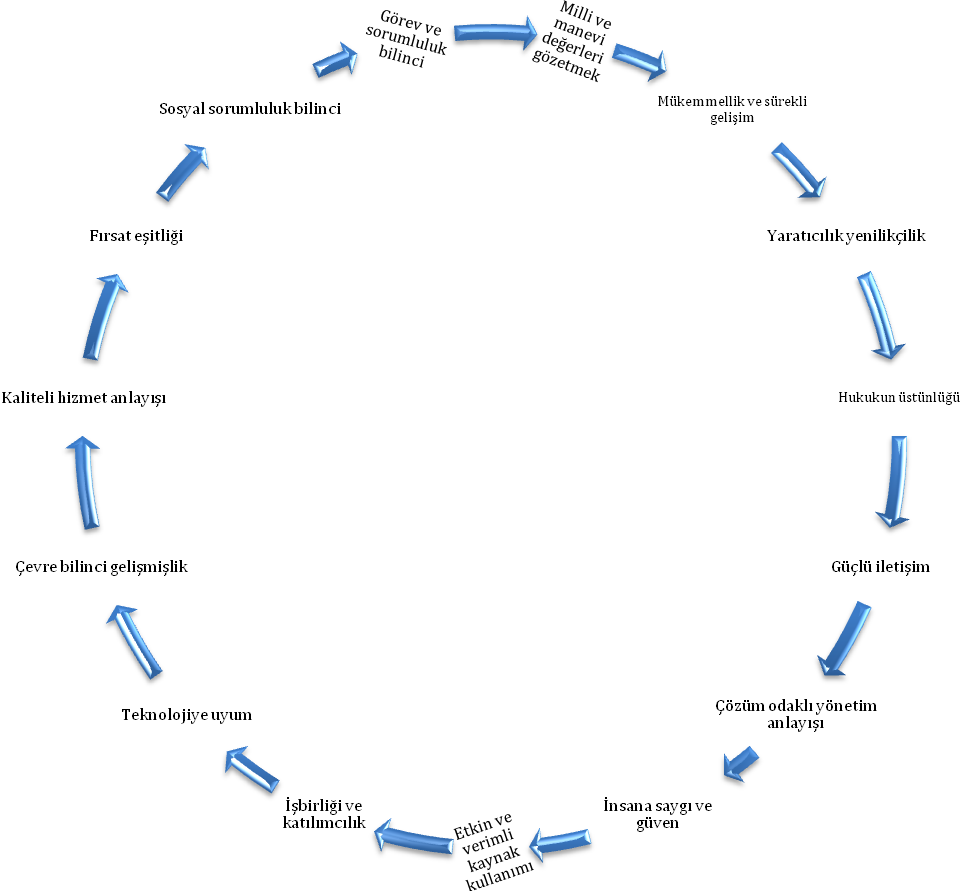 Görev ve
sorumluluk
bilinci
Milli ve
manevi
değerleri
gözetmek
Mükemmellik ve sürekli
gelişim
Yaratıcılık yenilikçilik
Hukukun üstünlüğü
Güçlü iletişim
Çözüm odaklı yönetim
anlayışı
İnsana saygı ve
güven
Etkin ve
verimli
kaynak
kullanımı
İşbirliği ve
katılımcılık
Teknolojiye uyum
Çevre bilinci gelişmişlik
Kaliteli hizmet anlayışı
Fırsat eşitliği
Sosyal sorumluluk bilinci